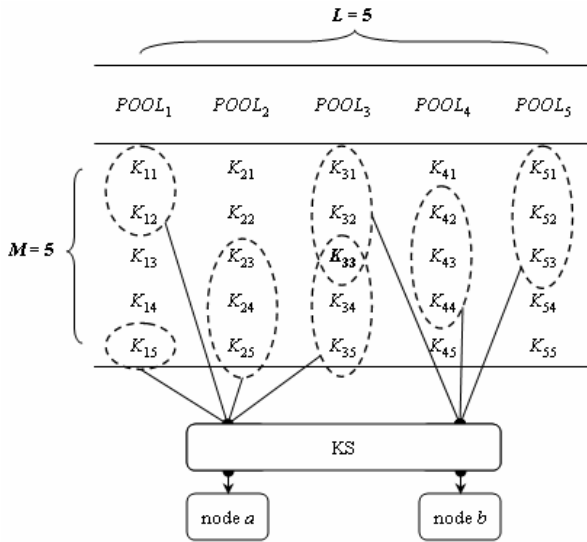 L = 5
POOL₁ POOL₂ POOL₃ POOL₄ POOL₅
K₁₁ K₂₁ K₃₁ K₄₁ K₅₁
K₁₂ K₂₂ K₃₂ K₄₂ K₅₂
M = 5 K₁₃ K₂₃ K₃₃ K₄₃ K₅₃
K₁₄ K₂₄ K₃₄ K₄₄ K₅₄
K₁₅ K₂₅ K₃₅ K₄₅ K₅₅
KS
node a node b